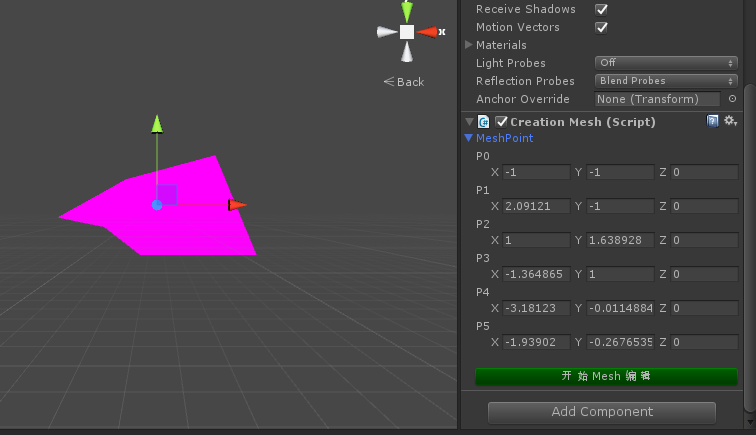 x
< Back
Receive Shadows
Motion Vectors
Materials
Light Probes Off
Reflection Probes Blend Probes
Anchor Override None (Transform)
Creation Mesh (Script)
MeshPoint
P0
X -1 Y -1 Z 0
P1
X 2.09121 Y -1 Z 0
P2
X 1 Y 1.638928 Z 0
P3
X -1.364865 Y 1 Z 0
P4
X -3.18123 Y -0.0114884 Z 0
P5
X -1.93902 Y -0.2676535 Z 0
开 始 Mesh 编 辑
Add Component